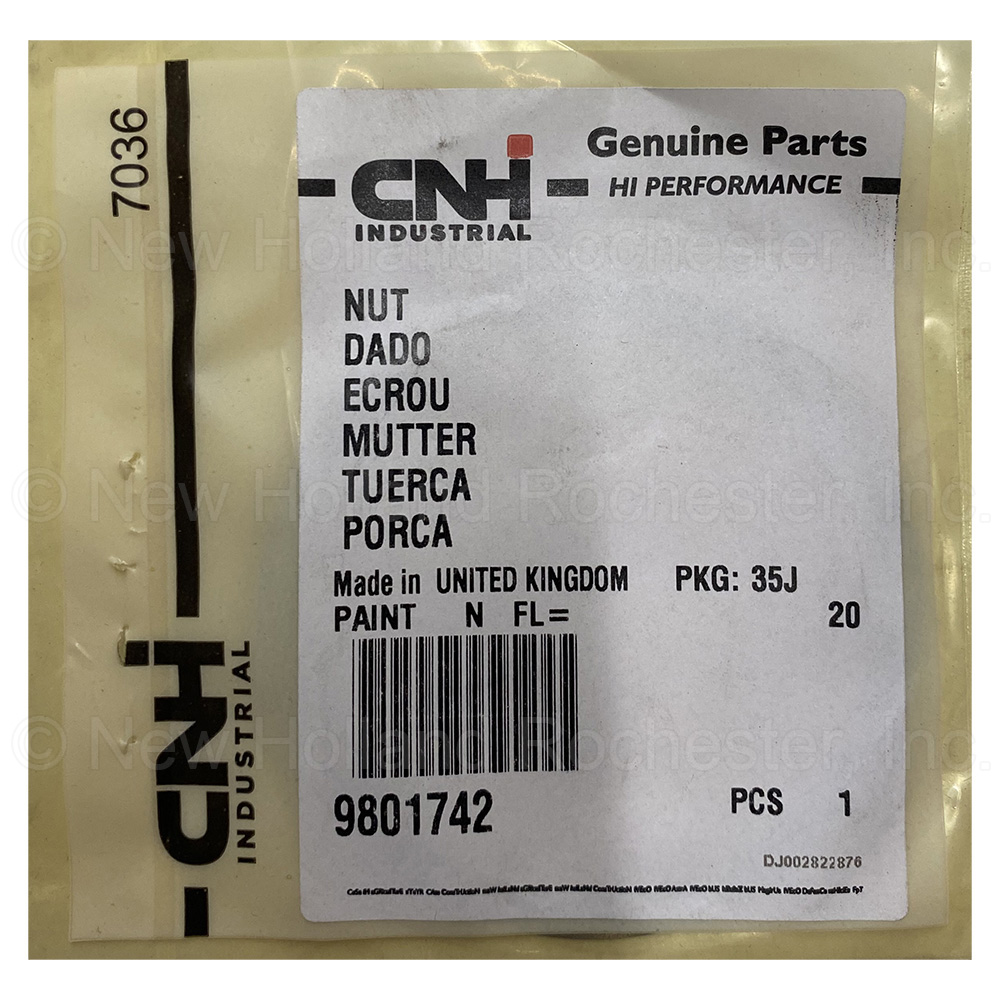 7036
CNH
INDUSTRIAL
Genuine Parts
HI PERFORMANCE
© New Holland Rochester, Inc.
NUT
DADO
ECROU
MUTTER
TUERCA
PORCA
© New Holland Rochester, Inc.
Made in UNITED KINGDOM PKG: 35J
PAINT N FL= 20
CNH
INDUSTRIAL
© New Holland Rochester, Inc.
9801742
PCS 1
DJ002822876